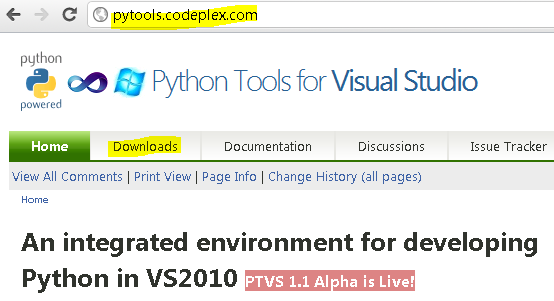 pytools.codeplex.com
python
powered
Python Tools for Visual Studio
Home Downloads Documentation Discussions Issue Tracker
View All Comments | Print View | Page Info | Change History (all pages)
Home
An integrated environment for developing
Python in VS2010 PTVS 1.1 Alpha is Live!